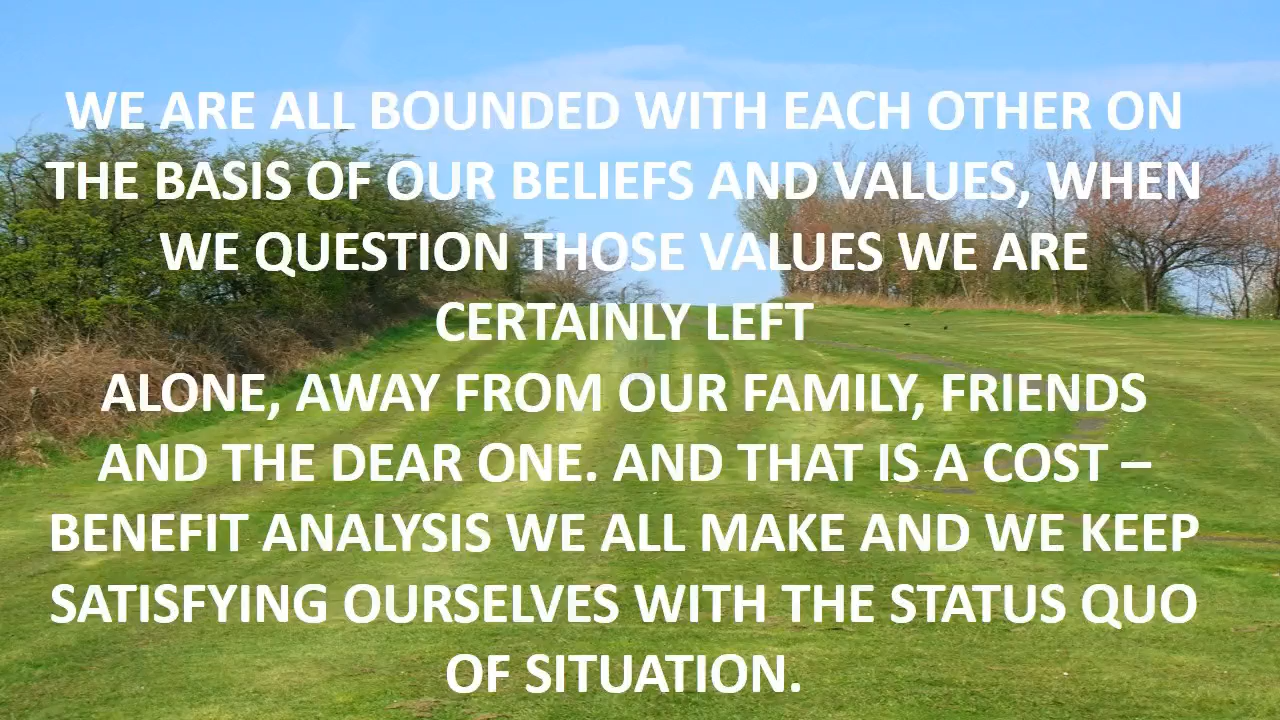 WE ARE ALL BOUNDED WITH EACH OTHER ON
THE BASIS OF OUR BELIEFS AND VALUES, WHEN
WE QUESTION THOSE VALUES WE ARE
CERTAINLY LEFT
ALONE, AWAY FROM OUR FAMILY, FRIENDS
AND THE DEAR ONE. AND THAT IS A COST –
BENEFIT ANALYSIS WE ALL MAKE AND WE KEEP
SATISFYING OURSELVES WITH THE STATUS QUO
OF SITUATION.